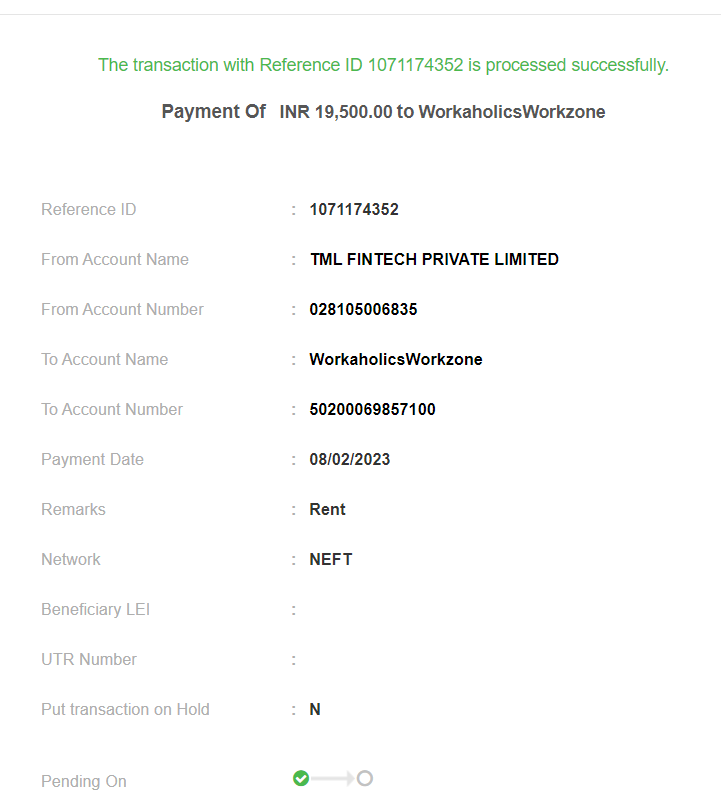 The transaction with Reference ID 1071174352 is processed successfully.
Payment Of INR 19,500.00 to WorkaholicsWorkzone
Reference ID : 1071174352
From Account Name : TML FINTECH PRIVATE LIMITED
From Account Number : 028105006835
To Account Name : WorkaholicsWorkzone
To Account Number : 50200069857100
Payment Date : 08/02/2023
Remarks : Rent
Network : NEFT
Beneficiary LEI :
UTR Number :
Put transaction on Hold : N
Pending On